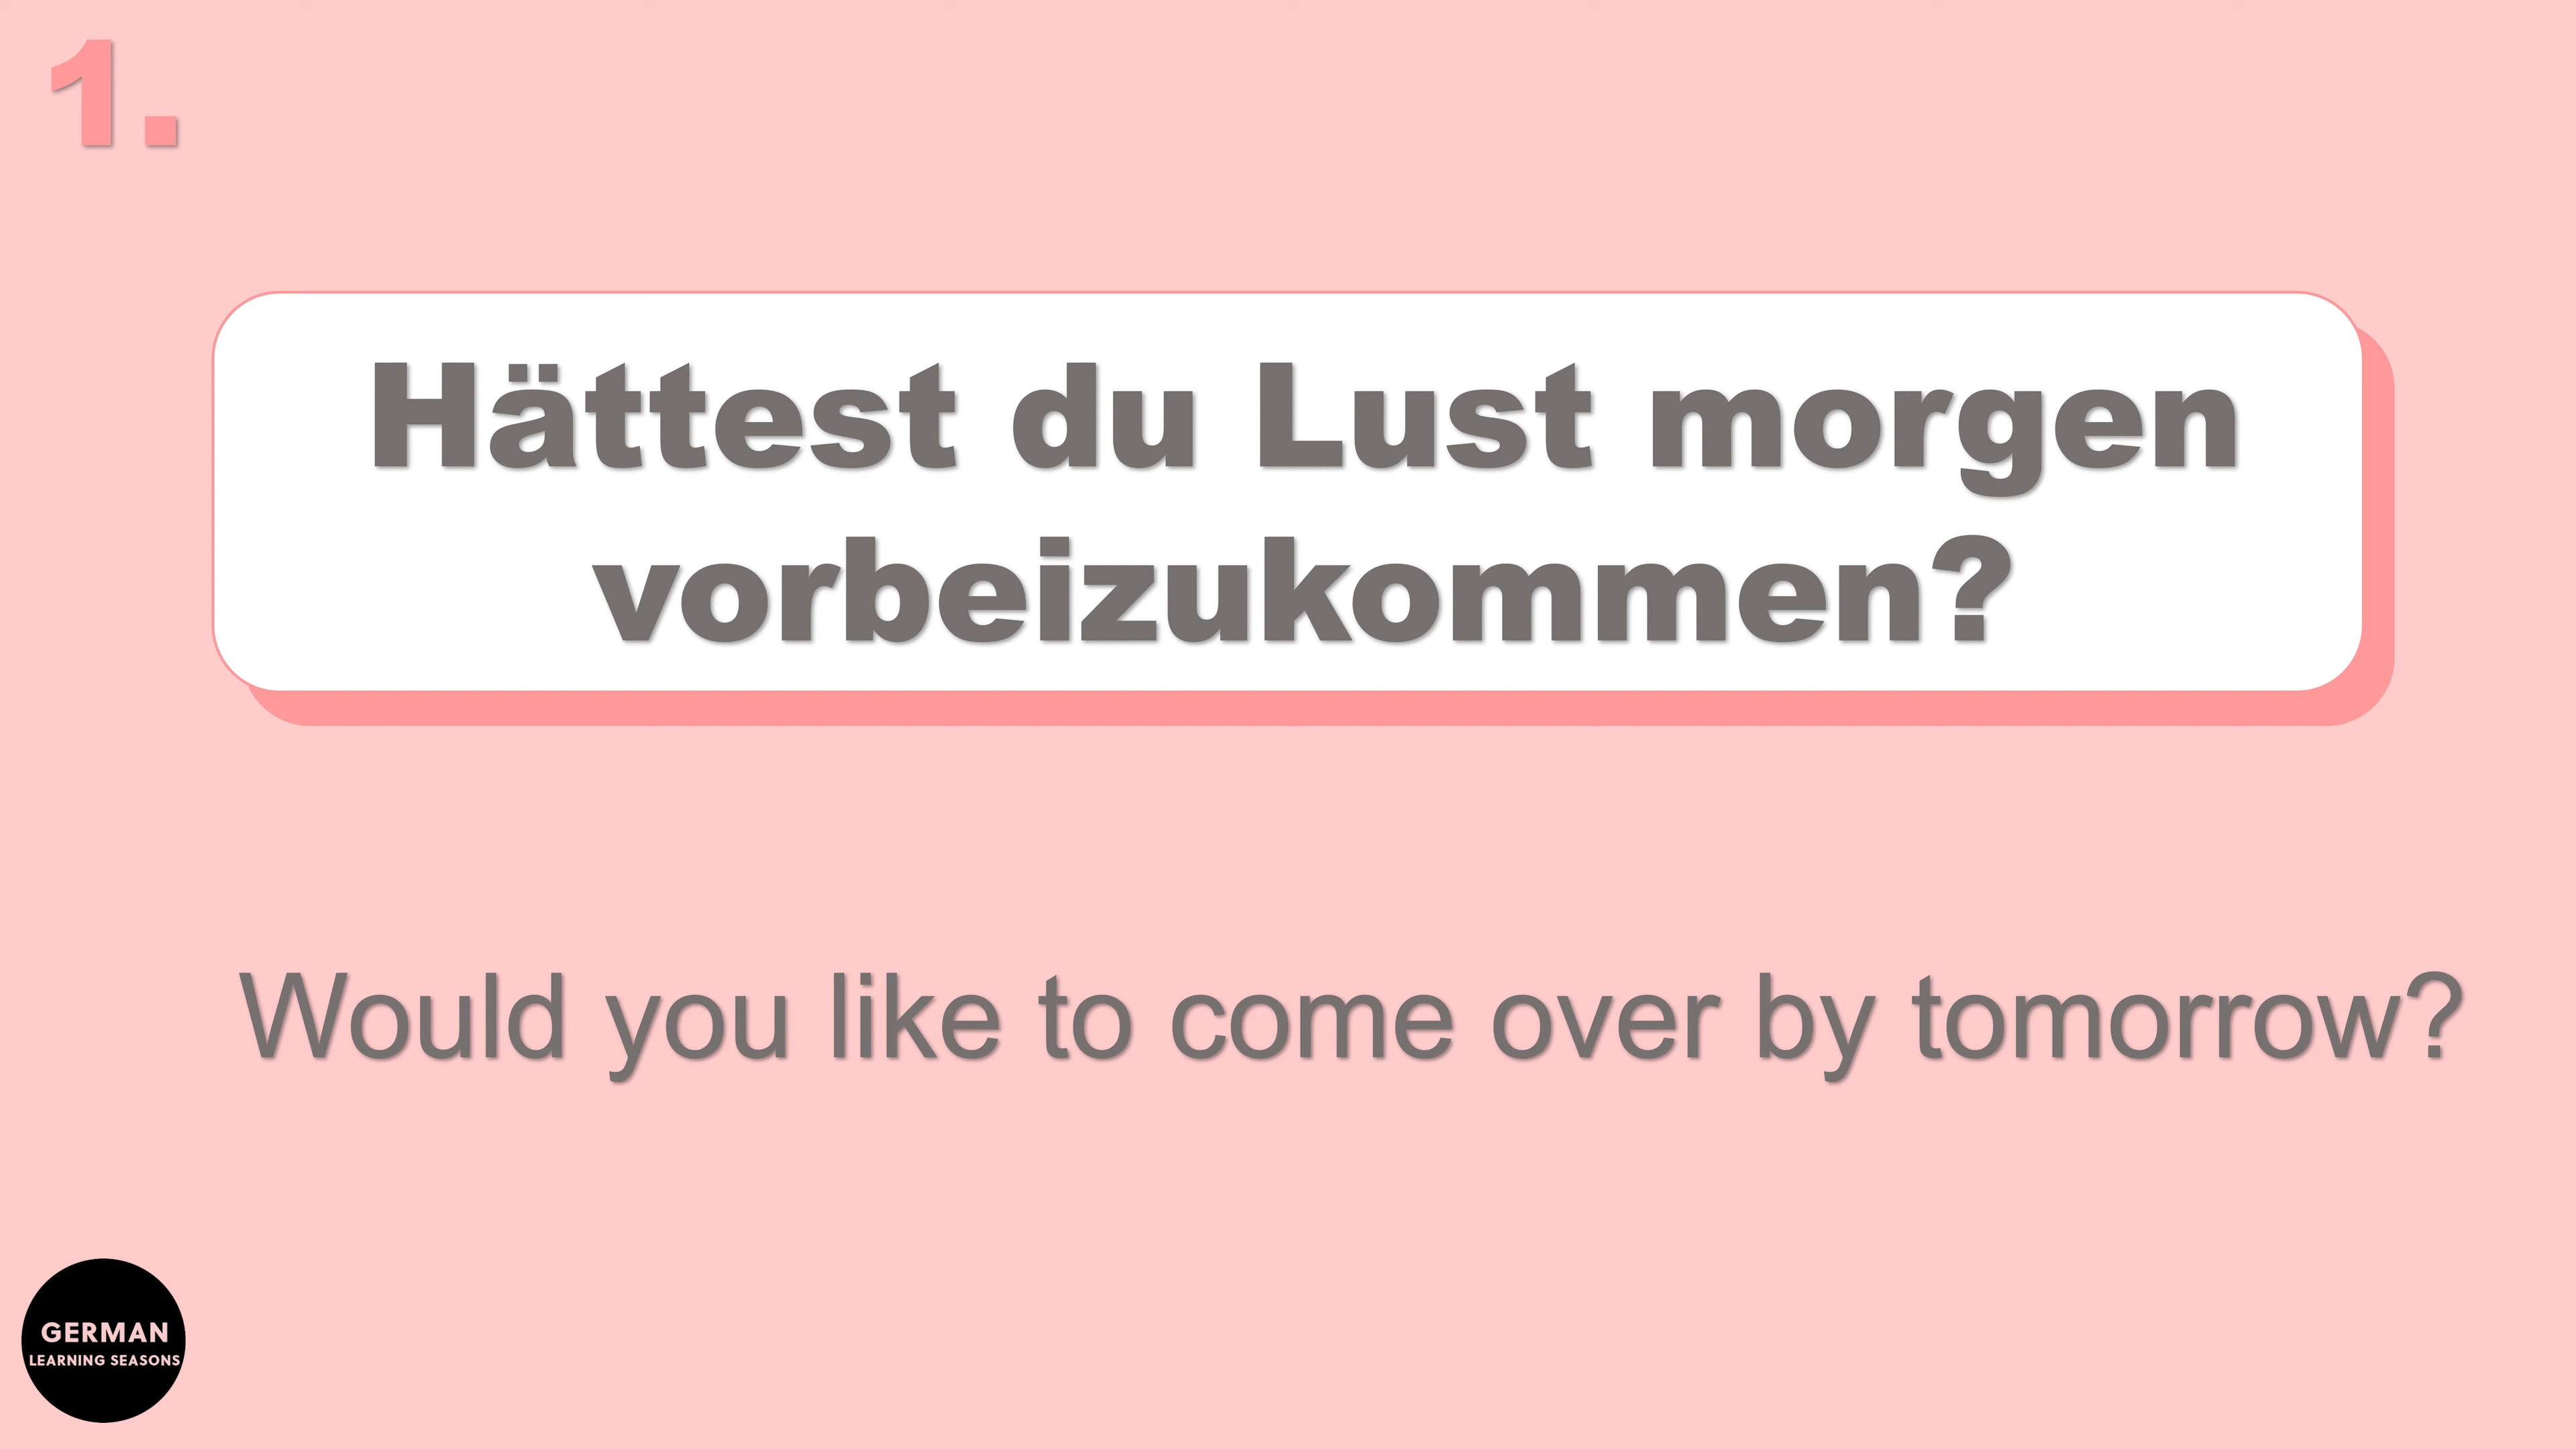 1.
Hättest du Lust morgen
vorbeizukommen?
Would you like to come over by tomorrow?
GERMAN
LEARNING SEASONS